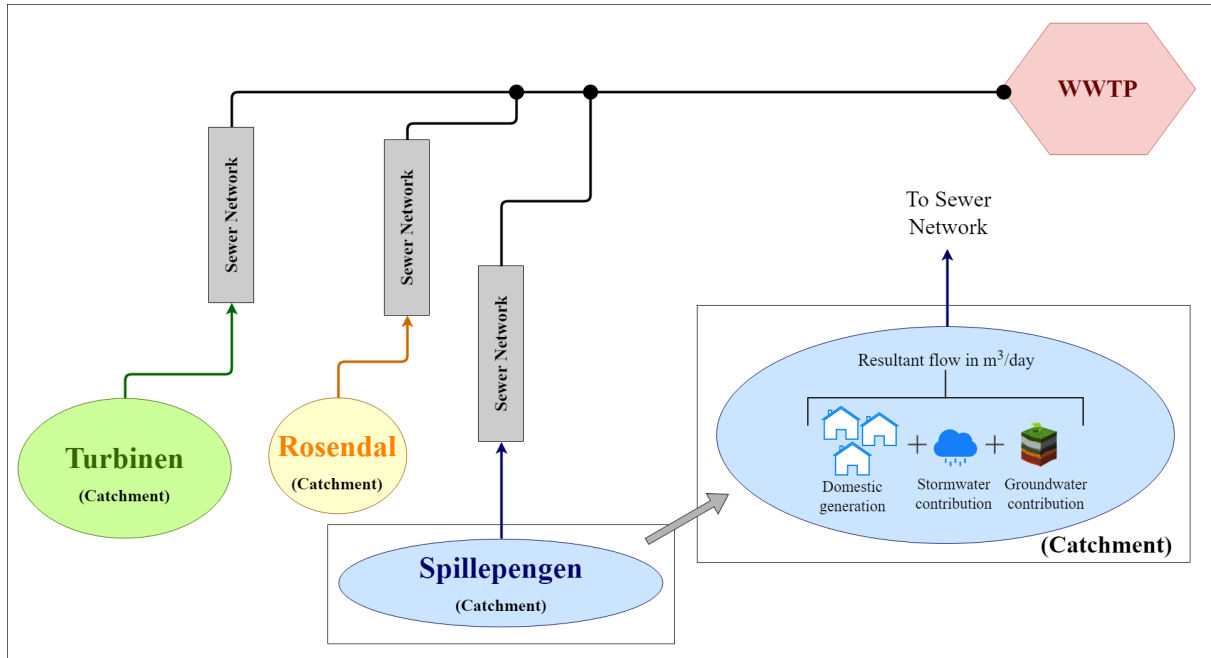 WWTP
Sewer Network
Sewer Network
Sewer Network
To Sewer
Network
Turbinen
(Catchment)
Rosendal
(Catchment)
Spillepengen
(Catchment)
Resultant flow in m³/day
Domestic
generation
+
Stormwater
contribution
+
Groundwater
contribution
(Catchment)